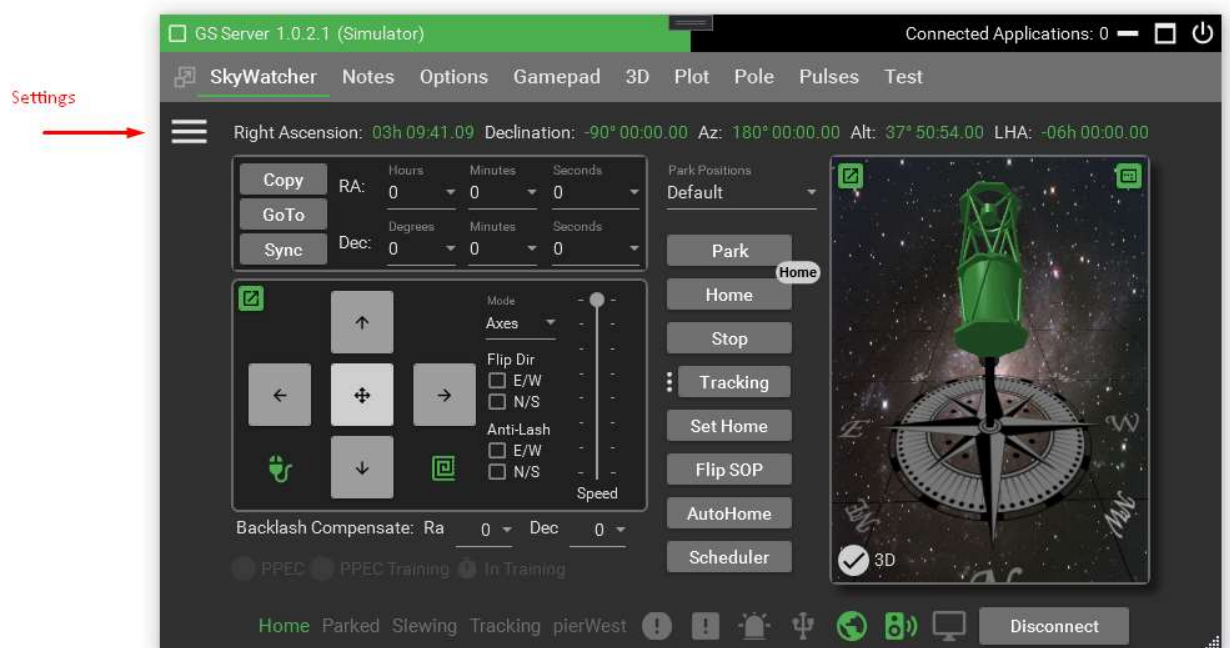 GS Server 1.0.2.1 (Simulator) Connected Applications: 0
SkyWatcher Notes Options Gamepad 3D Plot Pole Pulses Test
Settings
Right Ascension: 03h 09:41.09 Declination: -90° 00:00.00 Az: 180° 00:00.00 Alt: 37° 50:54.00 LHA: -06h 00:00.00
Copy
GoTo
Sync
Hours Minutes Seconds
RA: 0 0 0
Degrees Minutes Seconds
Dec: 0 0 0
Mode
Axes
Flip Dir
E/W
N/S
Anti-Lash
E/W
N/S
Speed
Backlash Compensate: Ra 0 Dec 0
PPEC PPEC Training In Training
Park Positions
Default
Park
Home
Home
Stop
Tracking
Set Home
Flip SOP
AutoHome
Scheduler
E
W
NE
NW
N
3D
Home Parked Slewing Tracking pierWest
Disconnect